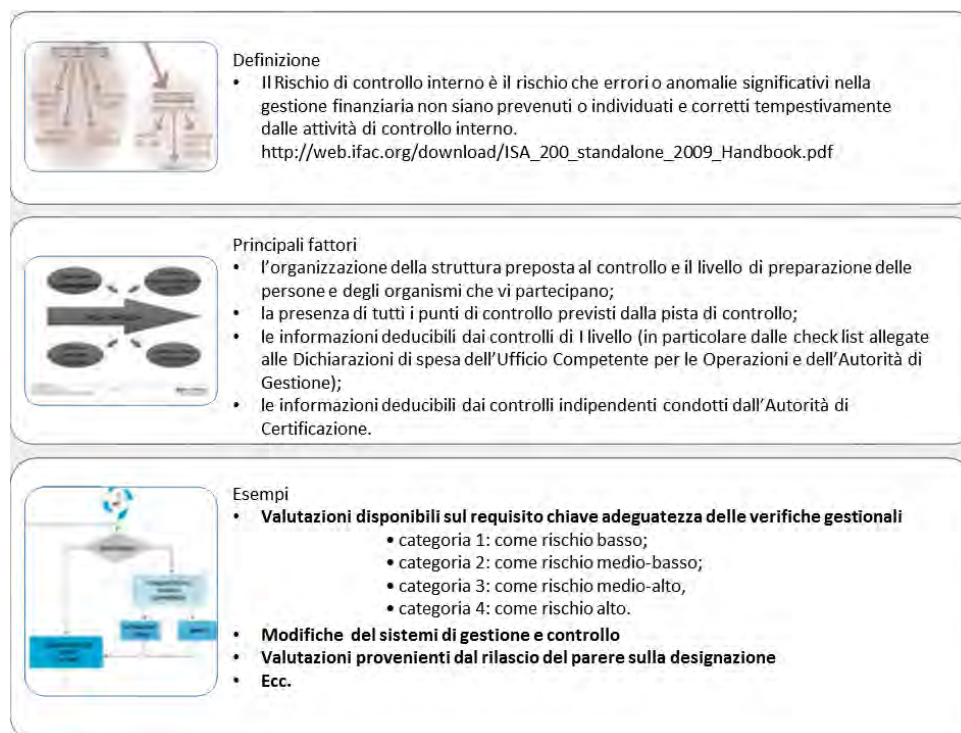 Definizione
• Il Rischio di controllo interno è il rischio che errori o anomalie significativi nella
gestione finanziaria non siano prevenuti o individuati e corretti tempestivamente
dalle attività di controllo interno.
http://web.ifac.org/download/ISA_200_standalone_2009_Handbook.pdf
Principali fattori
• l'organizzazione della struttura preposta al controllo e il livello di preparazione delle
persone e degli organismi che vi partecipano;
• la presenza di tutti i punti di controllo previsti dalla pista di controllo;
• le informazioni deducibili dai controlli di I livello (in particolare dalle check list allegate
alle Dichiarazioni di spesa dell'Ufficio Competente per le Operazioni e dell'Autorità di
Gestione);
• le informazioni deducibili dai controlli indipendenti condotti dall'Autorità di
Certificazione.
Esempi
• Valutazioni disponibili sul requisito chiave adeguatezza delle verifiche gestionali
• categoria 1: come rischio basso;
• categoria 2: come rischio medio-basso;
• categoria 3: come rischio medio-alto,
• categoria 4: come rischio alto.
• Modifiche del sistemi di gestione e controllo
• Valutazioni provenienti dal rilascio del parere sulla designazione
• Ecc.